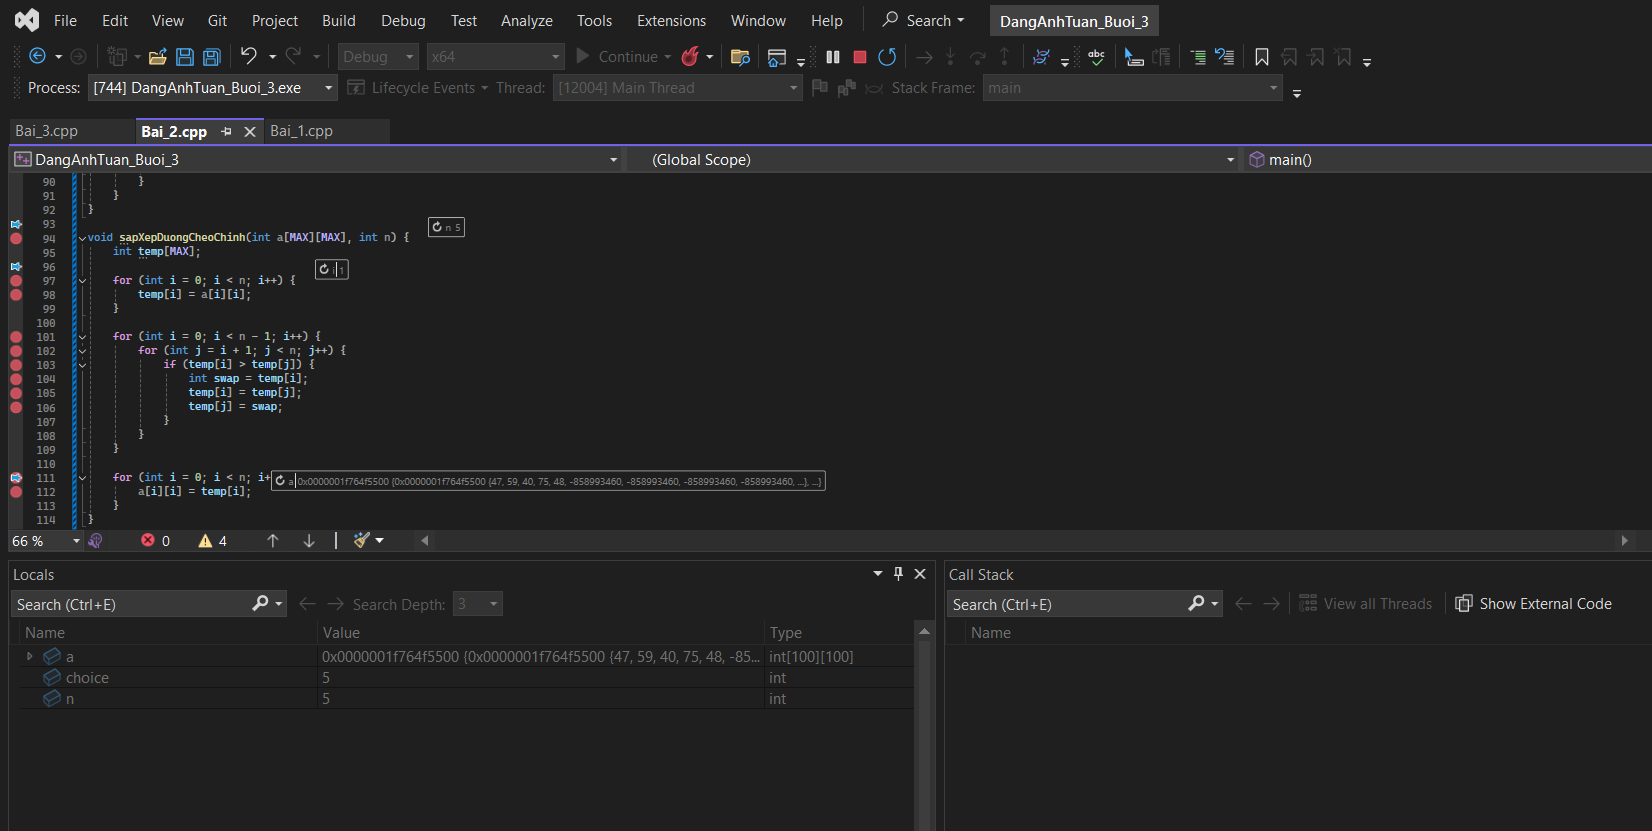 File Edit View Git Project Build Debug Test Analyze Tools Extensions Window Help Search DangAnhTuan_Buoi_3
Debug x64 Continue
Process: [744] DangAnhTuan_Buoi_3.exe Lifecycle Events Thread: [12004] Main Thread Stack Frame: main
Bai_3.cpp Bai_2.cpp Bai_1.cpp
DangAnhTuan_Buoi_3 (Global Scope) main()
90 }
91 }
92 }
93
94 void sapXepDuongCheoChinh(int a[MAX][MAX], int n) { n 5
95 int temp[MAX];
96
97 for (int i = 0; i < n; i++) { i 1
98 temp[i] = a[i][i];
99 }
100
101 for (int i = 0; i < n - 1; i++) {
102 for (int j = i + 1; j < n; j++) {
103 if (temp[i] > temp[j]) {
104 int swap = temp[i];
105 temp[i] = temp[j];
106 temp[j] = swap;
107 }
108 }
109 }
110
111 for (int i = 0; i < n; i+ a 0x0000001f764f5500 {0x0000001f764f5500 {47, 59, 40, 75, 48, -858993460, -858993460, -858993460, -858993460, ...}, ...}
112 a[i][i] = temp[i];
113 }
114 }
66 % 0 4
Locals
Search (Ctrl+E) Search Depth: 3
Name Value Type
a 0x0000001f764f5500 {0x0000001f764f5500 {47, 59, 40, 75, 48, -85... int[100][100]
choice 5 int
n 5 int
Call Stack
Search (Ctrl+E) View all Threads Show External Code
Name